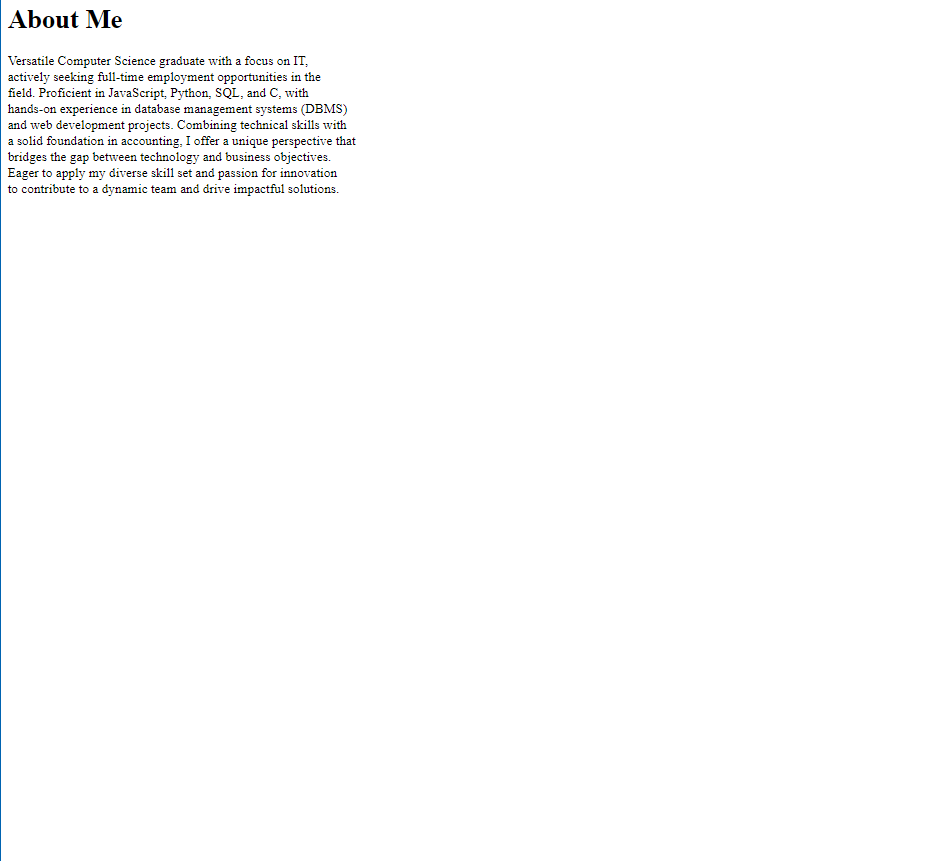 About Me
Versatile Computer Science graduate with a focus on IT,
actively seeking full-time employment opportunities in the
field. Proficient in JavaScript, Python, SQL, and C, with
hands-on experience in database management systems (DBMS)
and web development projects. Combining technical skills with
a solid foundation in accounting, I offer a unique perspective that
bridges the gap between technology and business objectives.
Eager to apply my diverse skill set and passion for innovation
to contribute to a dynamic team and drive impactful solutions.